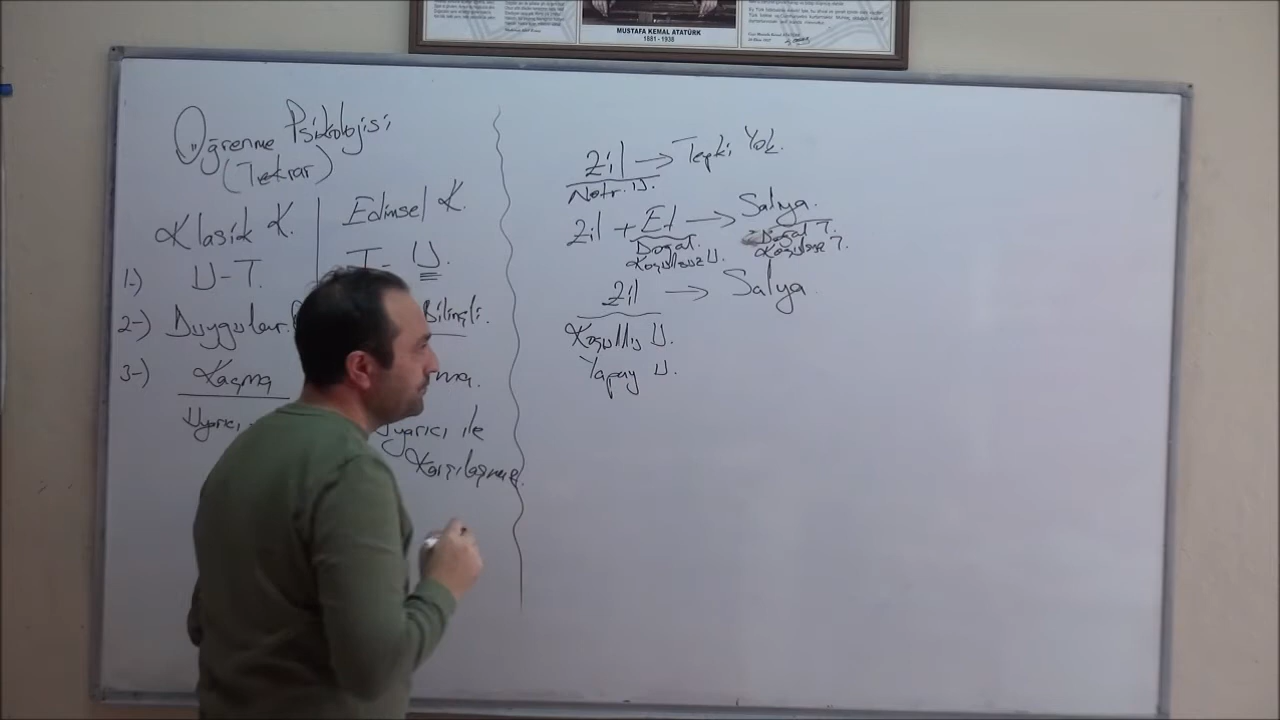 MUSTAFA KEMAL ATATÜRK
1881 - 1938
Öğrenme Psikolojisi
(Tekrar)
Klasik K.
Edimsel K.
1-) U-T.
T- U.
2-) Duygular.
Bilinçli.
3-) Kaçma
Uyarıcı
Uyarıcı ile
Karşılaşma
Zil → Tepki Yok.
Nötr. U.
Zil + Et → Salya.
Doğal.
Koşulsuz U.
Doğal T.
Koşulsuz T.
Zil → Salya
Koşullu U.
Yapay U.